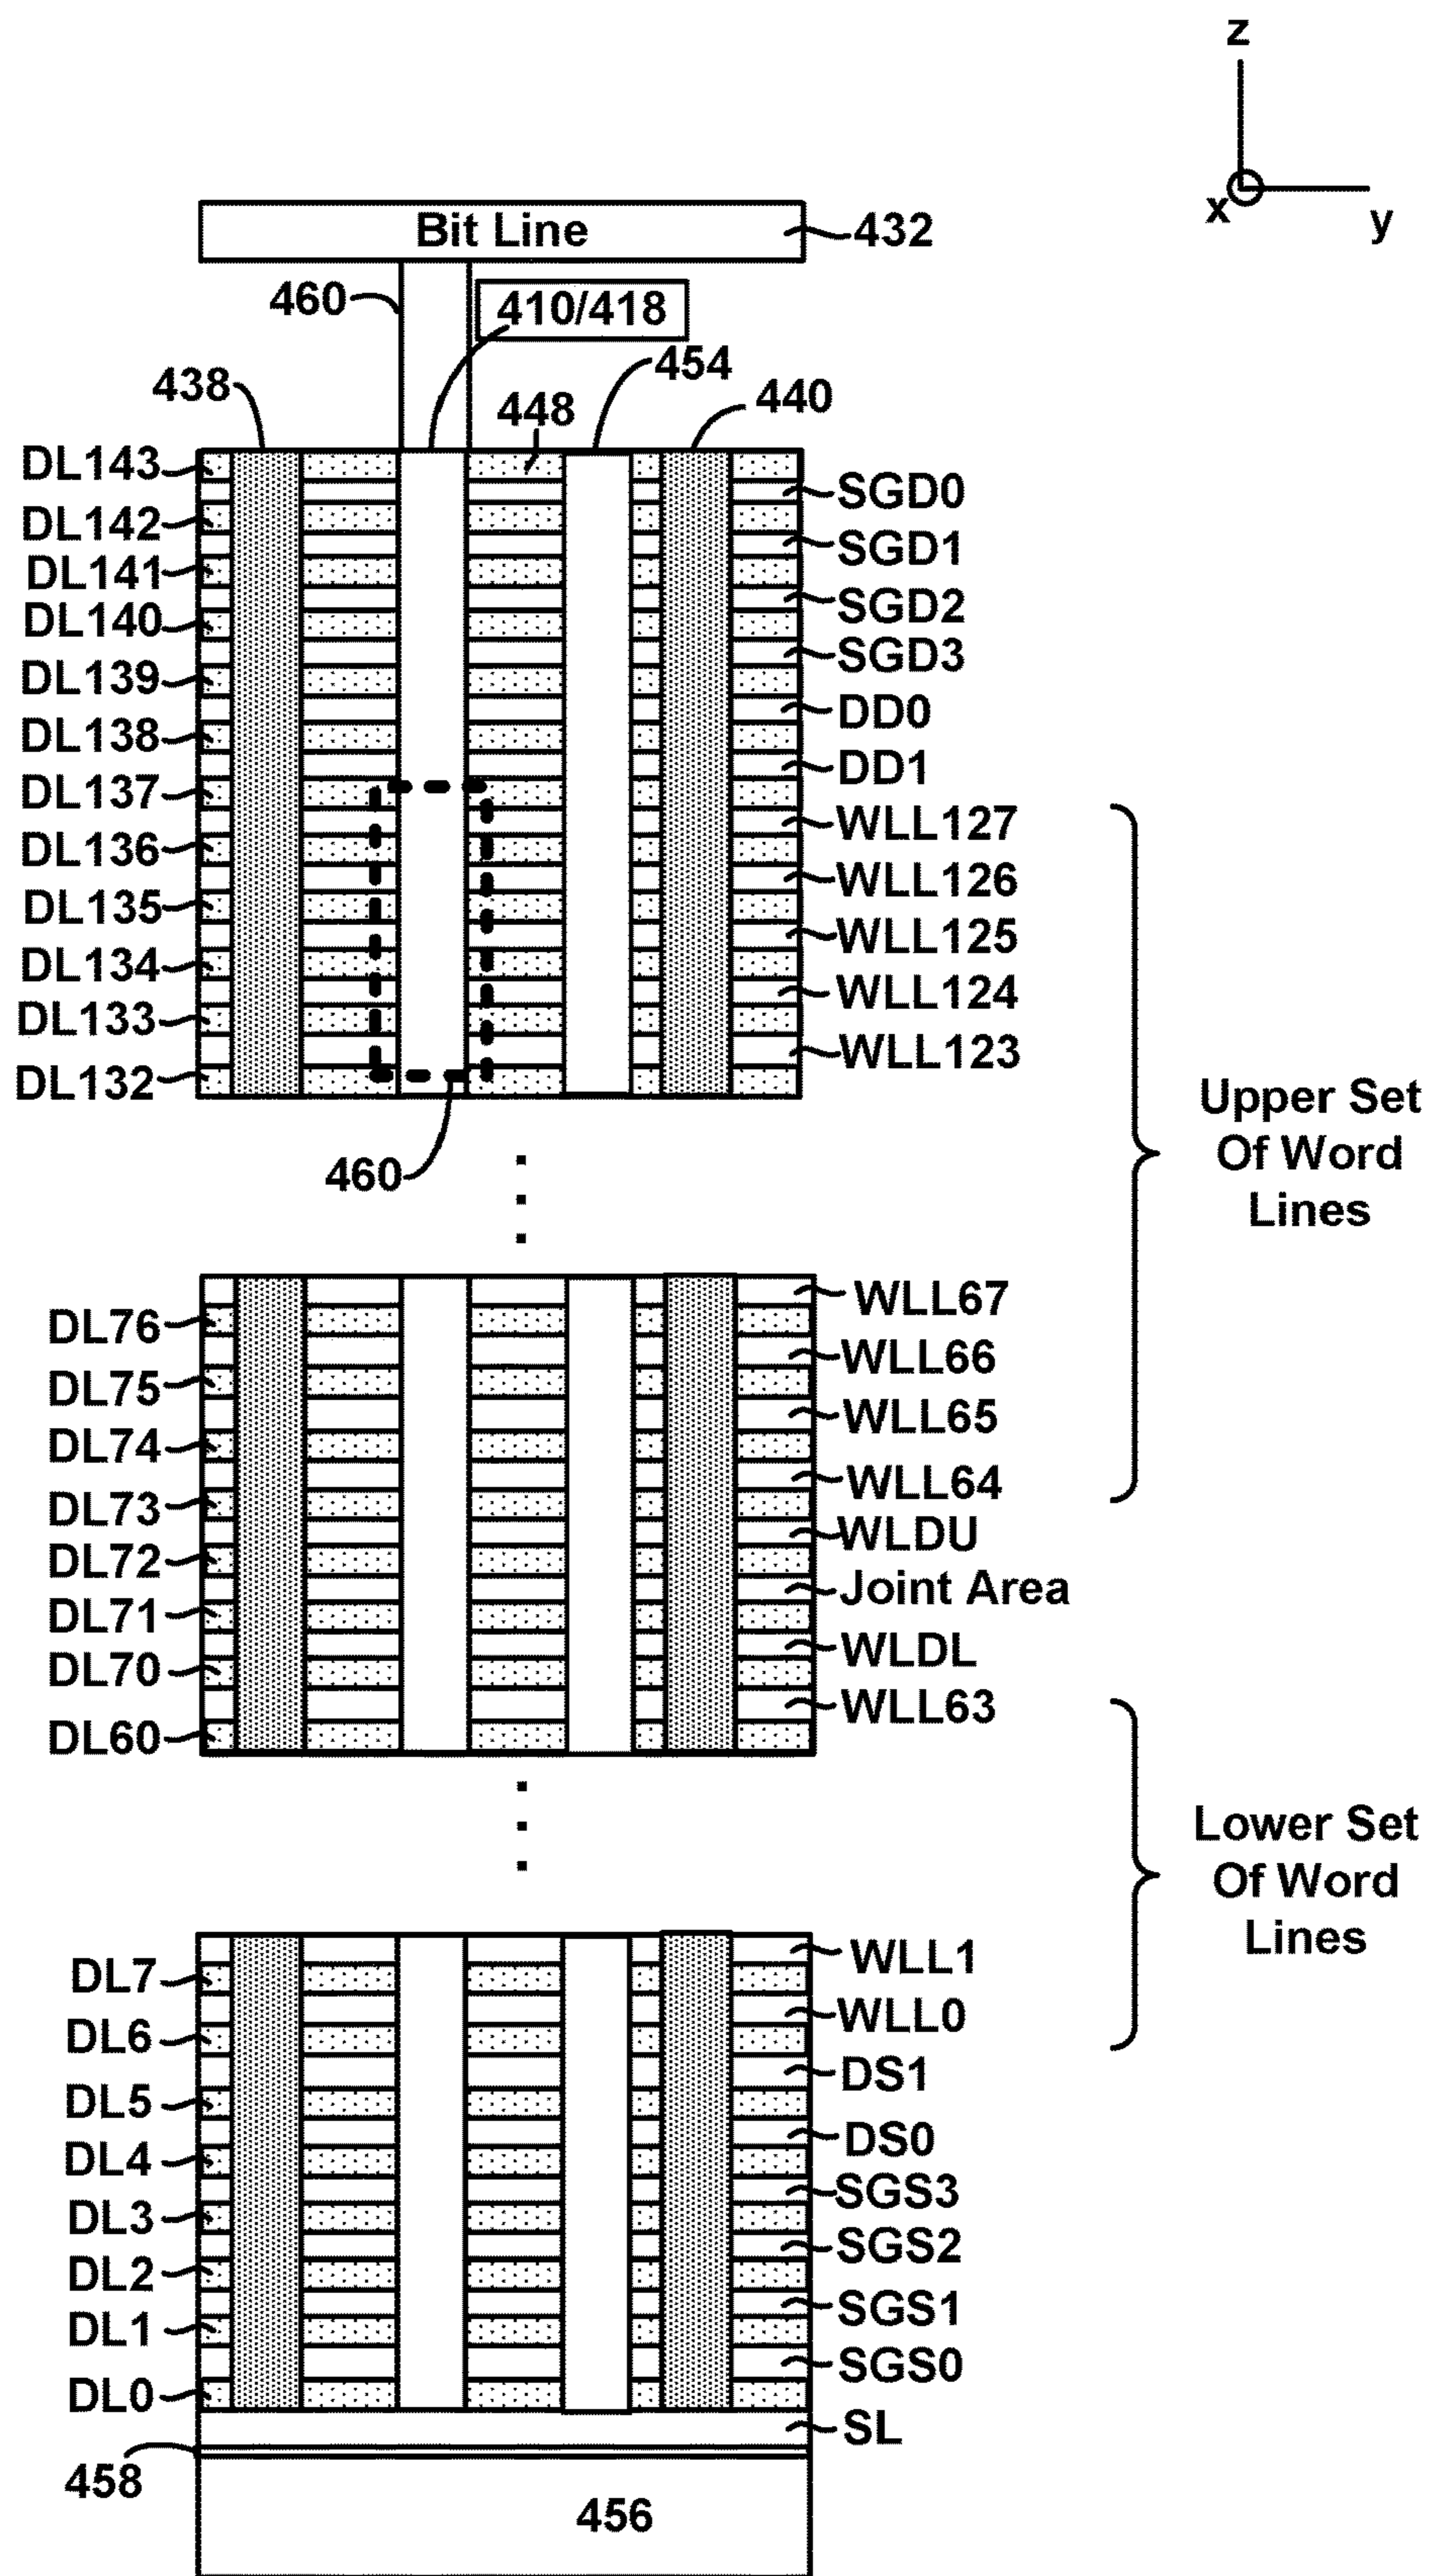 z
x
y
Bit Line
432
460
410/418
454
438
448
440
DL143
SGD0
DL142
SGD1
DL141
SGD2
DL140
SGD3
DL139
DD0
DL138
DD1
DL137
WLL127
DL136
WLL126
DL135
WLL125
DL134
WLL124
DL133
WLL123
DL132
Upper Set
Of Word
Lines
460
WLL67
DL76
WLL66
DL75
WLL65
DL74
WLL64
DL73
WLDU
DL72
Joint Area
DL71
WLDL
DL70
WLL63
DL60
Lower Set
Of Word
Lines
WLL1
DL7
WLL0
DL6
DS1
DL5
DS0
DL4
SGS3
DL3
SGS2
DL2
SGS1
DL1
SGS0
DL0
SL
458
456